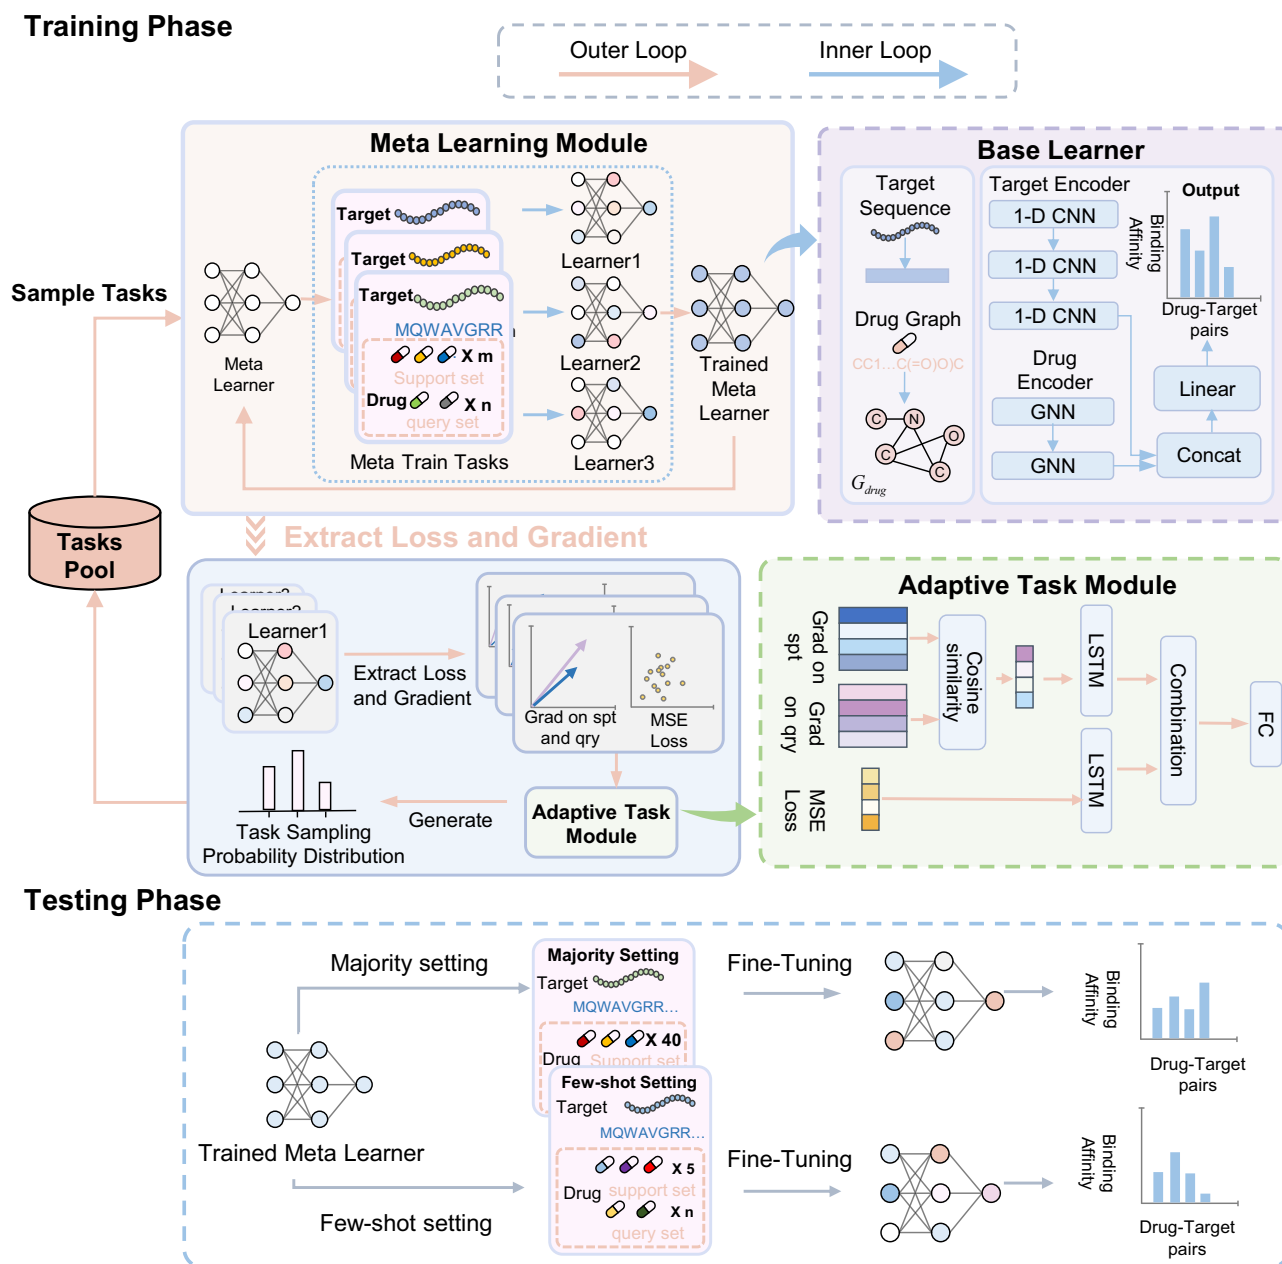 Training Phase
Outer Loop
Inner Loop
Meta Learning Module
Target
Target
Target
MQWAVGRR
X m
Support set
Drug
X n
query set
Meta Train Tasks
Learner1
Learner2
Learner3
Meta
Learner
Trained
Meta
Learner
Sample Tasks
Tasks
Pool
Base Learner
Target
Sequence
Drug Graph
CC1...C(=O)O)C
C
N
O
C
C
G_drug
Target Encoder
1-D CNN
1-D CNN
1-D CNN
Drug
Encoder
GNN
GNN
Output
Binding
Affinity
Drug-Target
pairs
Linear
Concat
Extract Loss and Gradient
Learner1
Extract Loss
and Gradient
Grad on spt
and qry
MSE
Loss
Adaptive Task
Module
Generate
Task Sampling
Probability Distribution
Adaptive Task Module
Grad on
spt
Grad
on qry
MSE
Loss
Cosine
similarity
LSTM
LSTM
Combination
FC
Testing Phase
Majority setting
Trained Meta Learner
Few-shot setting
Majority Setting
Target
MQWAVGRR...
X 40
Drug
Support set
Few-shot Setting
Target
MQWAVGRR...
X 5
Drug
support set
X n
query set
Fine-Tuning
Fine-Tuning
Binding
Affinity
Drug-Target
pairs
Binding
Affinity
Drug-Target
pairs